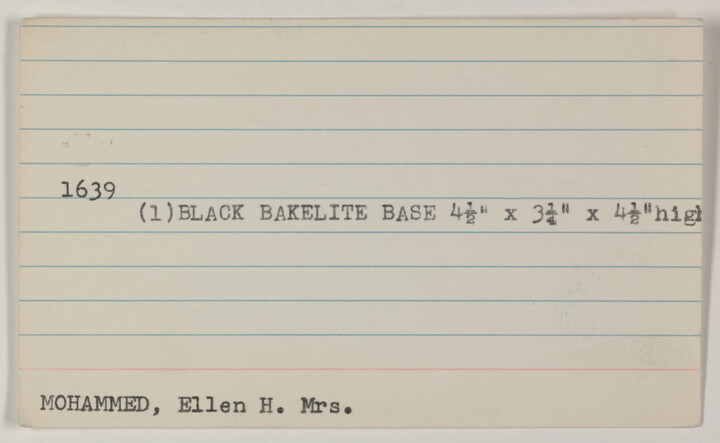 1639
(1)BLACK BAKELITE BASE 4½" x 3¼" x 4½"high
MOHAMMED, Ellen H. Mrs.